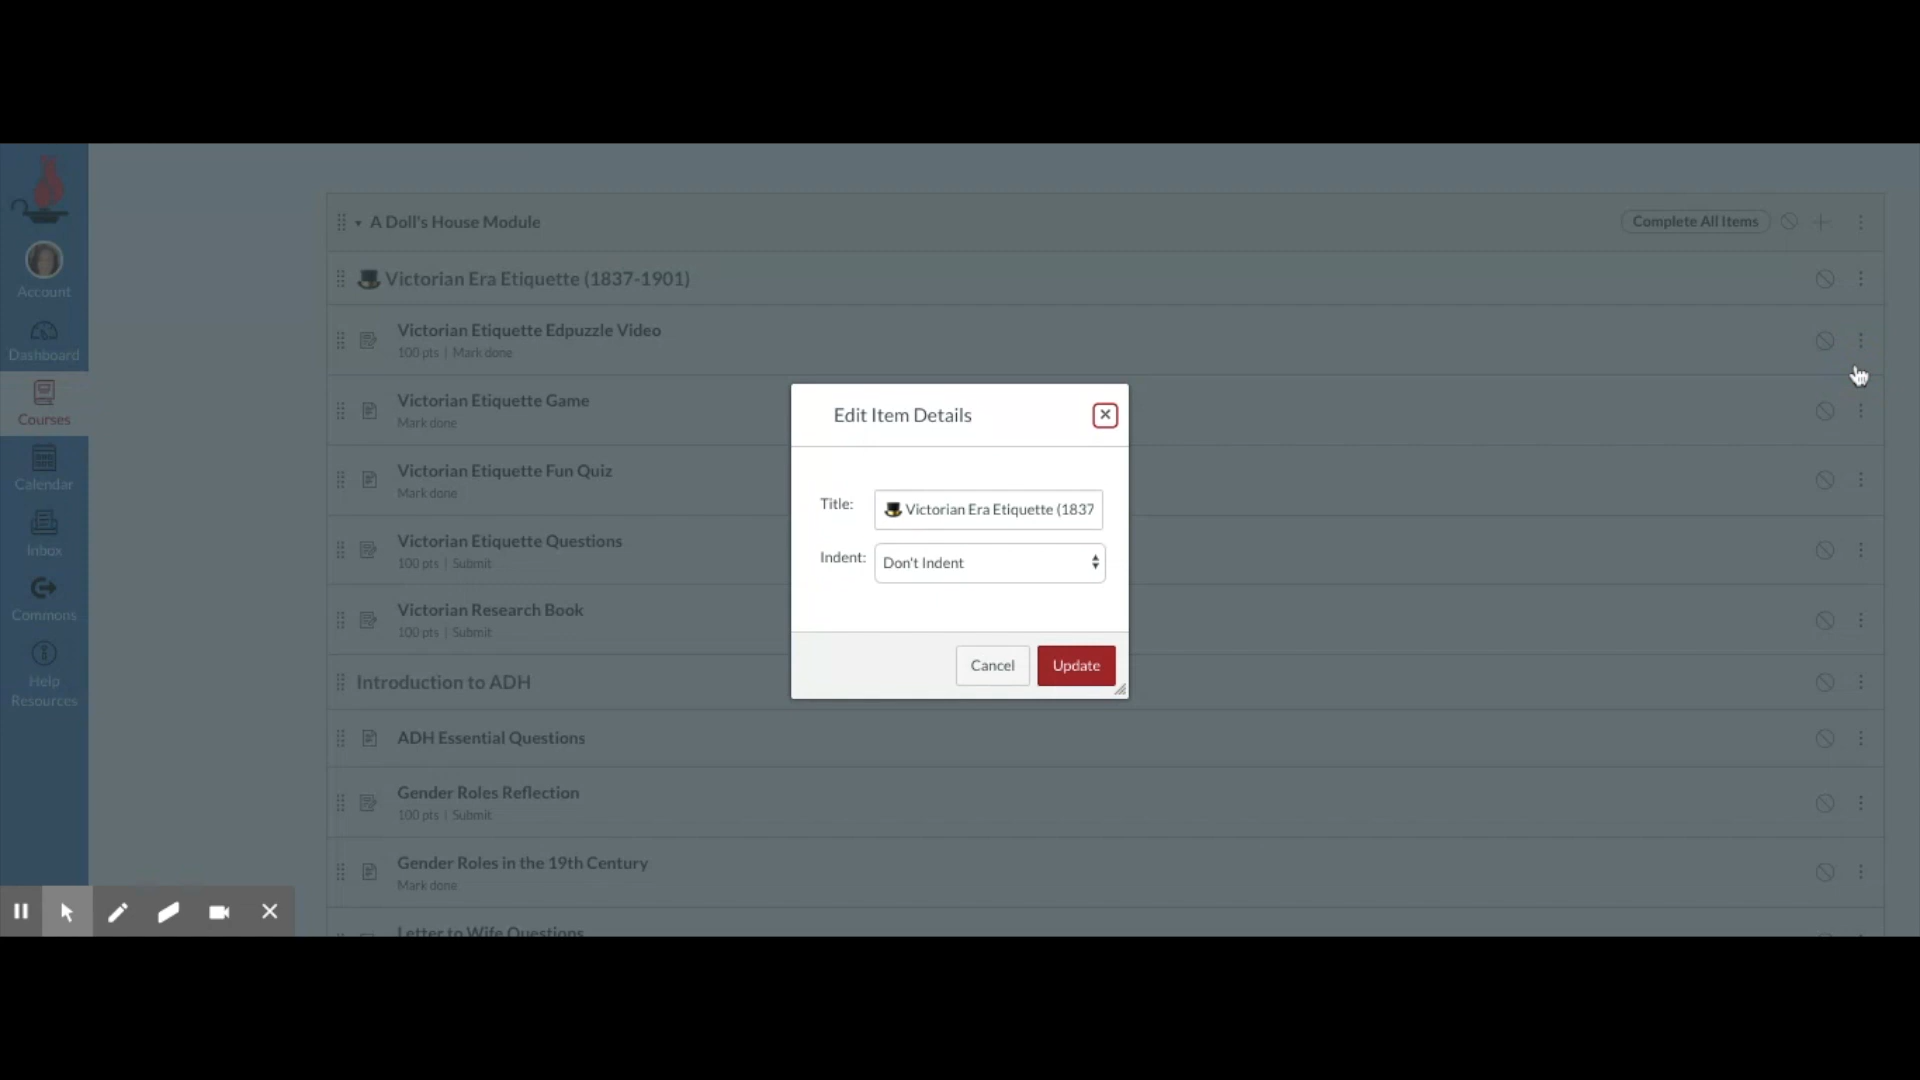 A Doll's House Module
Complete All Items
🎩 Victorian Era Etiquette (1837-1901)
Victorian Etiquette Edpuzzle Video
100 pts | Mark done
Victorian Etiquette Game
Mark done
Victorian Etiquette Fun Quiz
Mark done
Victorian Etiquette Questions
100 pts | Submit
Victorian Research Book
100 pts | Submit
Introduction to ADH
ADH Essential Questions
Gender Roles Reflection
100 pts | Submit
Gender Roles in the 19th Century
Mark done
Letter to Wife Questions
Account
Dashboard
Courses
Calendar
Inbox
Commons
Help
Resources
Edit Item Details
Title:
🎩 Victorian Era Etiquette (1837
Indent:
Don't Indent
Cancel
Update